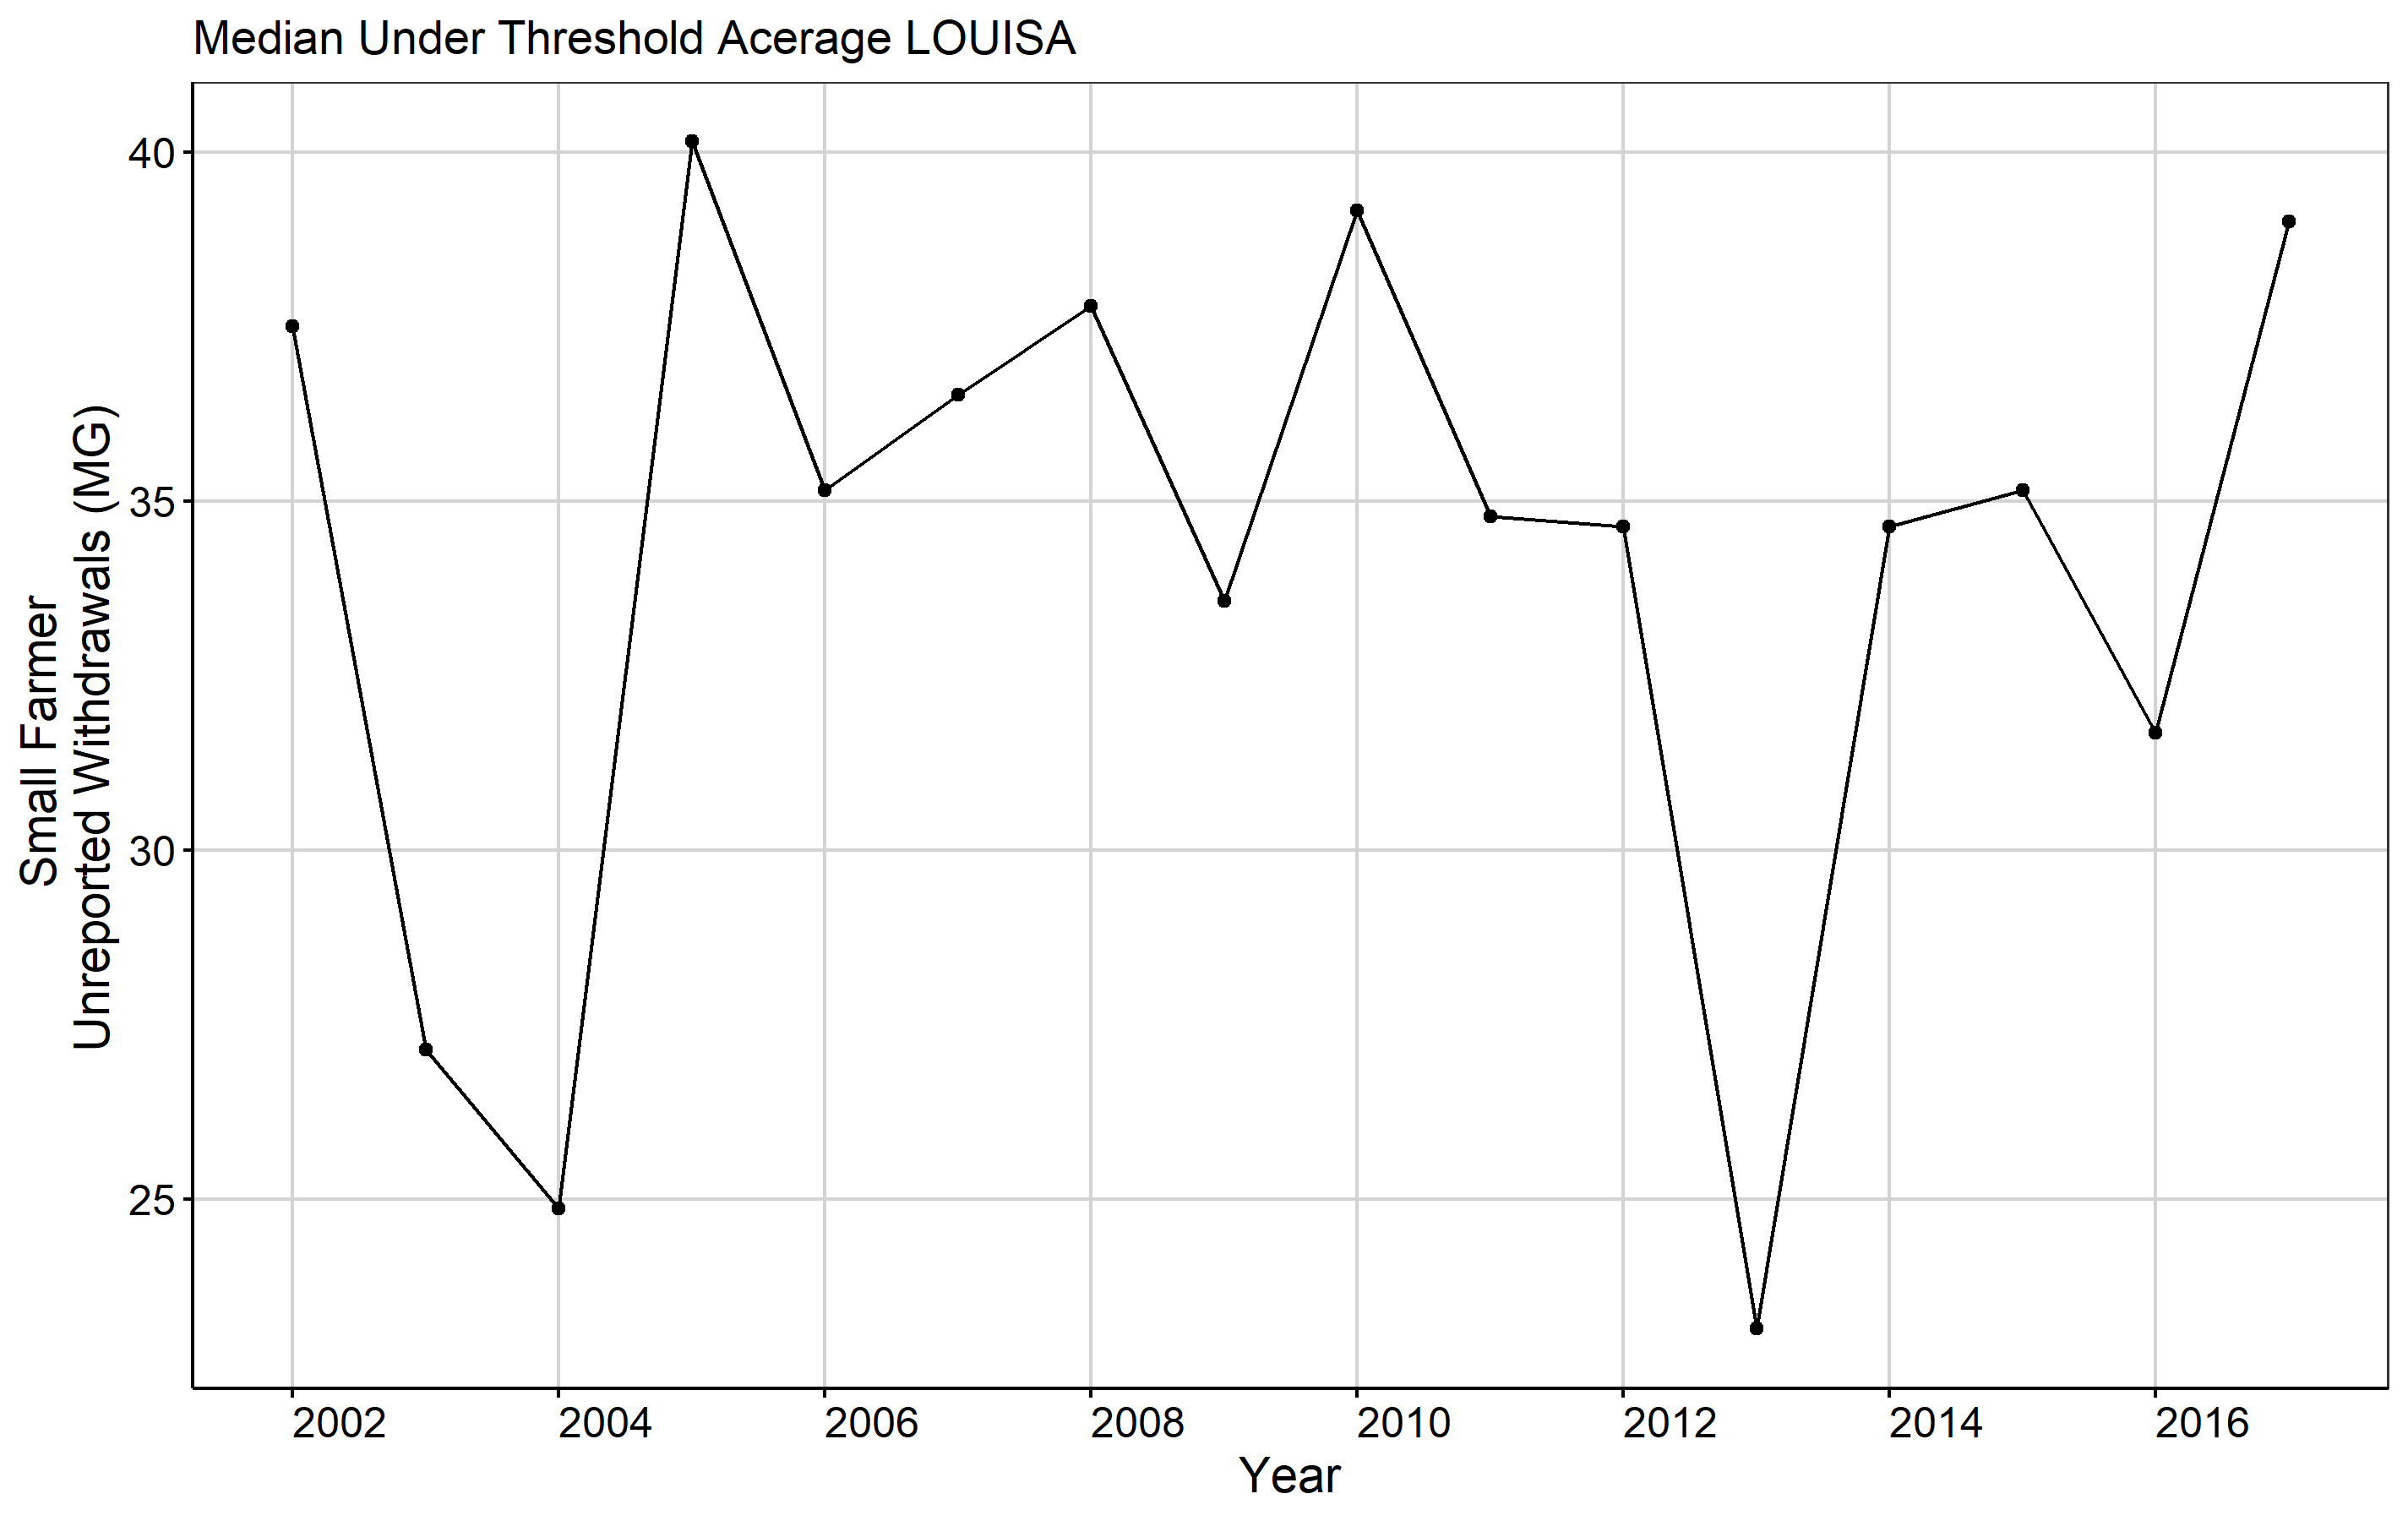 Median Under Threshold Acerage LOUISA
Small Farmer
Unreported Withdrawals (MG)
40
35
30
25
2002 2004 2006 2008 2010 2012 2014 2016
Year